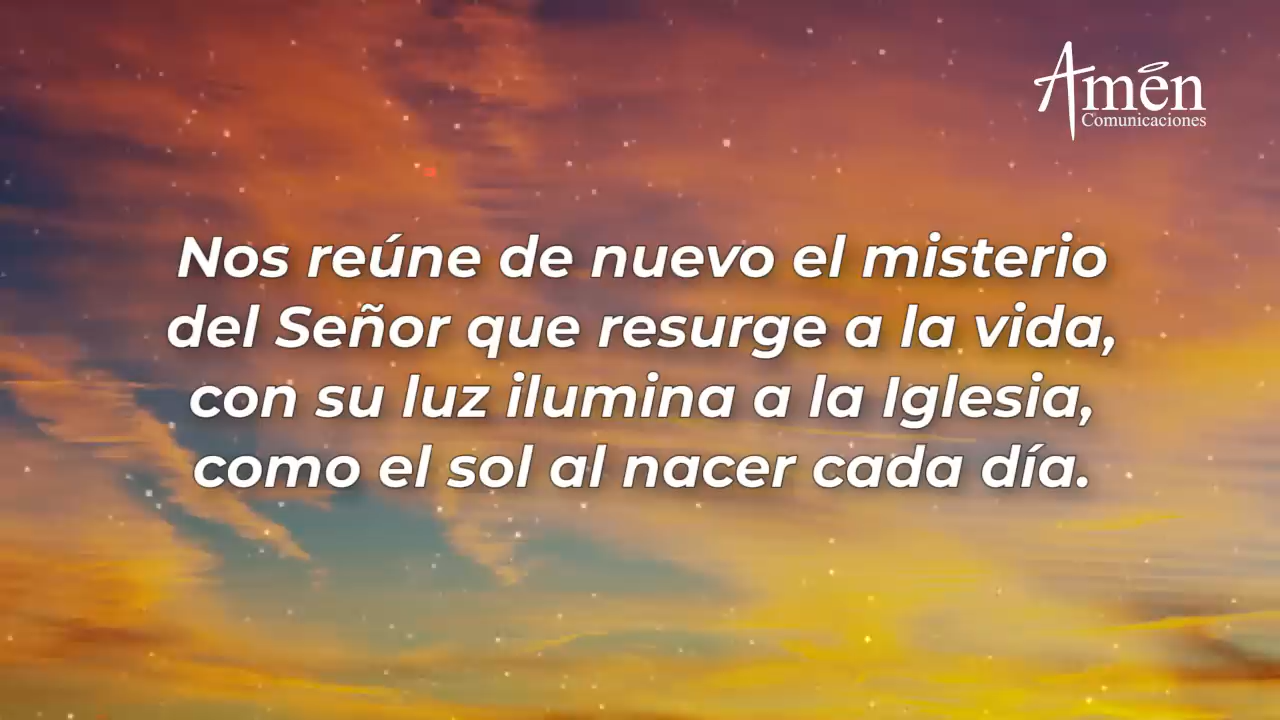 Amén
Comunicaciones
Nos reúne de nuevo el misterio
del Señor que resurge a la vida,
con su luz ilumina a la Iglesia,
como el sol al nacer cada día.